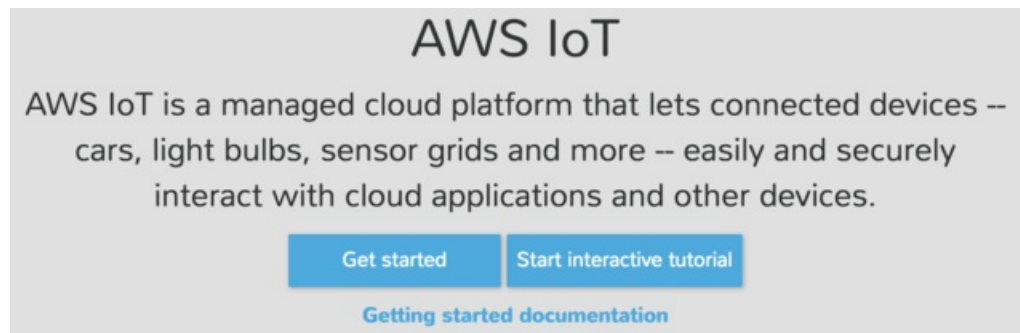 AWS IoT
AWS IoT is a managed cloud platform that lets connected devices --
cars, light bulbs, sensor grids and more -- easily and securely
interact with cloud applications and other devices.
Get started
Start interactive tutorial
Getting started documentation